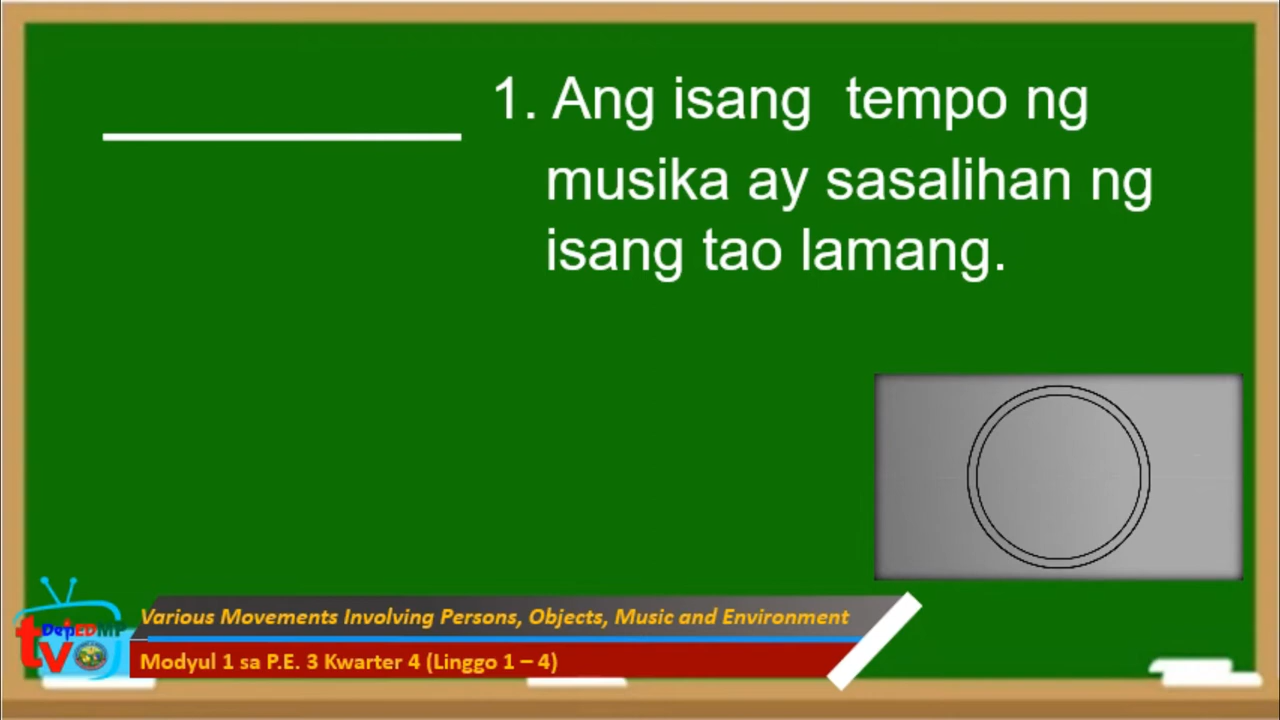 1. Ang isang tempo ng
musika ay sasalihan ng
isang tao lamang.
Various Movements Involving Persons, Objects, Music and Environment
DepEDMP
tv
Modyul 1 sa P.E. 3 Kwarter 4 (Linggo 1 – 4)